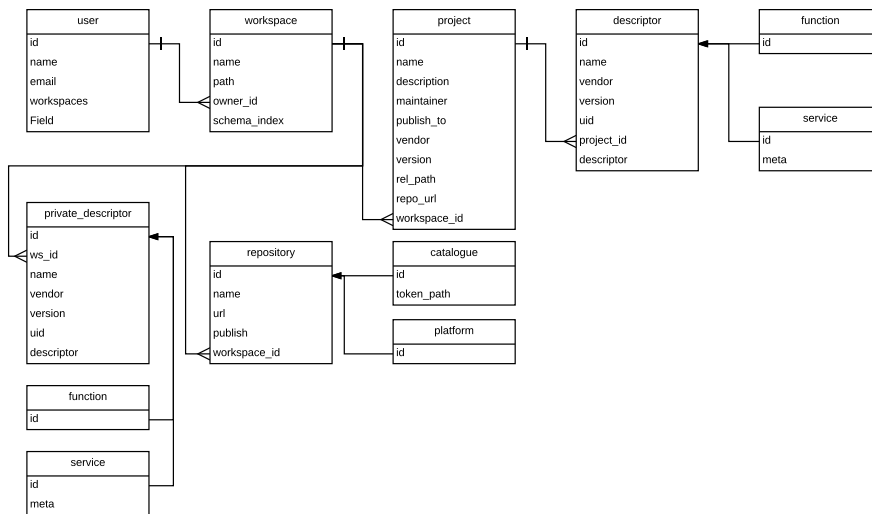 user
id
name
email
workspaces
Field
workspace
id
name
path
owner_id
schema_index
project
id
name
description
maintainer
publish_to
vendor
version
rel_path
repo_url
workspace_id
descriptor
id
name
vendor
version
uid
project_id
descriptor
function
id
service
id
meta
private_descriptor
id
ws_id
name
vendor
version
uid
descriptor
repository
id
name
url
publish
workspace_id
catalogue
id
token_path
platform
id
function
id
service
id
meta